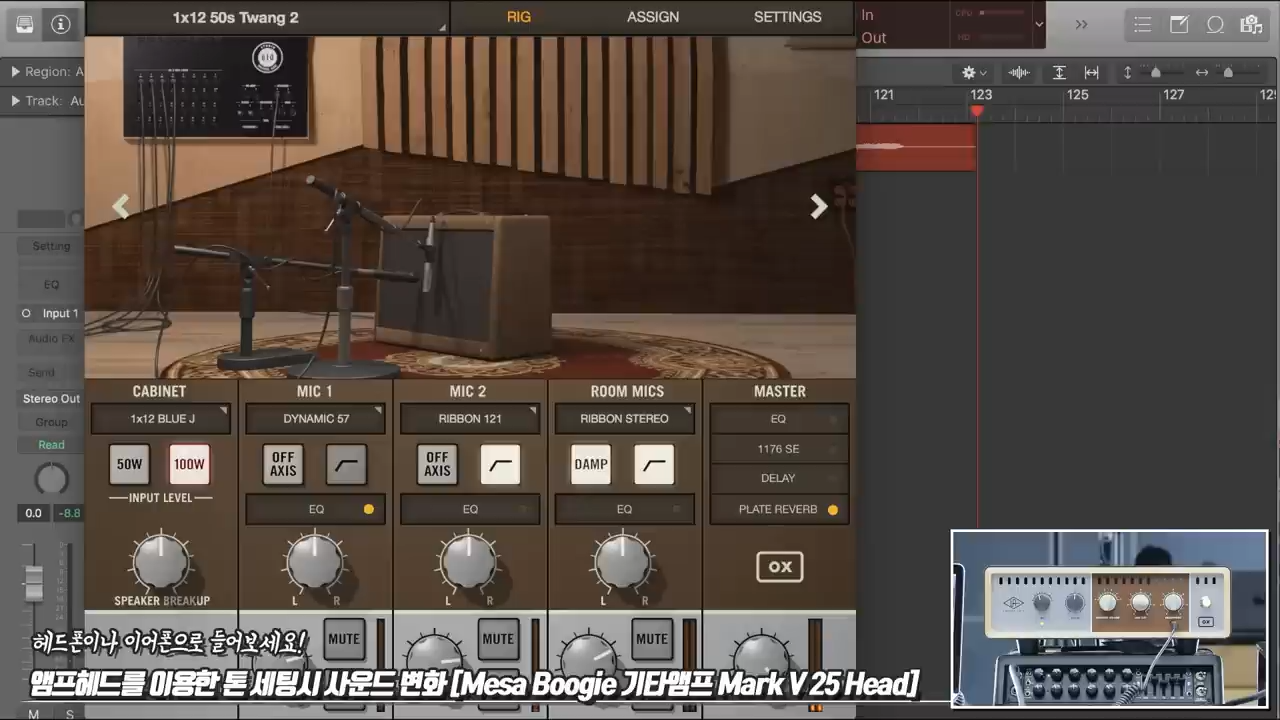 1x12 50s Twang 2
RIG
ASSIGN
SETTINGS
In
Out
CPU
HD
Region: A
Track: Au
121
123
125
127
129
Setting
EQ
Input 1
Audio FX
Send
Stereo Out
Group
Read
0.0
-8.8
M
S
CABINET
MIC 1
MIC 2
ROOM MICS
MASTER
1x12 BLUE J
DYNAMIC 57
RIBBON 121
RIBBON STEREO
EQ
1176 SE
DELAY
PLATE REVERB
50W
100W
INPUT LEVEL
OFF AXIS
OFF AXIS
DAMP
EQ
EQ
EQ
SPEAKER BREAKUP
L
R
L
R
L
R
OX
MUTE
MUTE
MUTE
OX
헤드폰이나 이어폰으로 들어보세요!
앰프헤드를 이용한 톤 세팅시 사운드 변화 [Mesa Boogie 기타앰프 Mark V 25 Head]